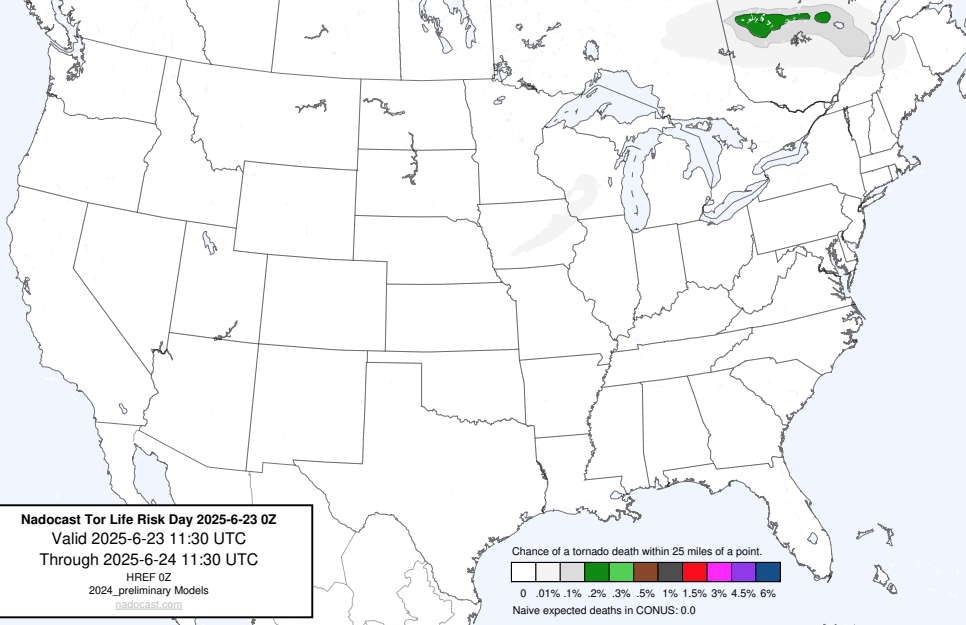 Nadocast Tor Life Risk Day 2025-6-23 0Z
Valid 2025-6-23 11:30 UTC
Through 2025-6-24 11:30 UTC
HREF 0Z
2024_preliminary Models
nadocast.com
Chance of a tornado death within 25 miles of a point.
0 .01% .1% .2% .3% .5% 1% 1.5% 3% 4.5% 6%
Naive expected deaths in CONUS: 0.0